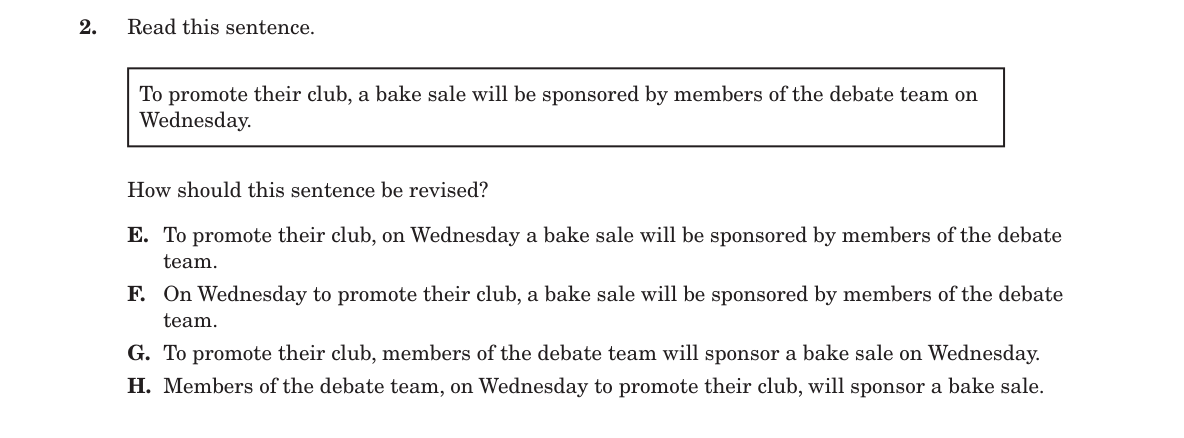 2. Read this sentence.
To promote their club, a bake sale will be sponsored by members of the debate team on
Wednesday.
How should this sentence be revised?
E. To promote their club, on Wednesday a bake sale will be sponsored by members of the debate
team.
F. On Wednesday to promote their club, a bake sale will be sponsored by members of the debate
team.
G. To promote their club, members of the debate team will sponsor a bake sale on Wednesday.
H. Members of the debate team, on Wednesday to promote their club, will sponsor a bake sale.